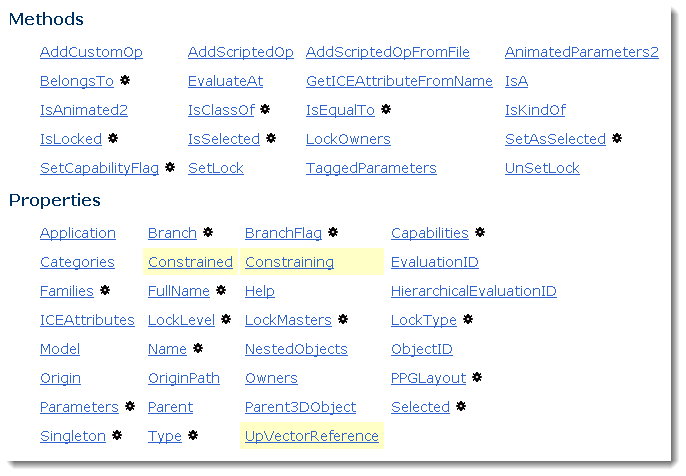 Methods
AddCustomOp AddScriptedOp AddScriptedOpFromFile AnimatedParameters2
BelongsTo EvaluateAt GetICEAttributeFromName IsA
IsAnimated2 IsClassOf IsEqualTo IsKindOf
IsLocked IsSelected LockOwners SetAsSelected
SetCapabilityFlag SetLock TaggedParameters UnSetLock
Properties
Application Branch BranchFlag Capabilities
Categories Constrained Constraining EvaluationID
Families FullName Help HierarchicalEvaluationID
ICEAttributes LockLevel LockMasters LockType
Model Name NestedObjects ObjectID
Origin OriginPath Owners PPGLayout
Parameters Parent Parent3DObject Selected
Singleton Type UpVectorReference